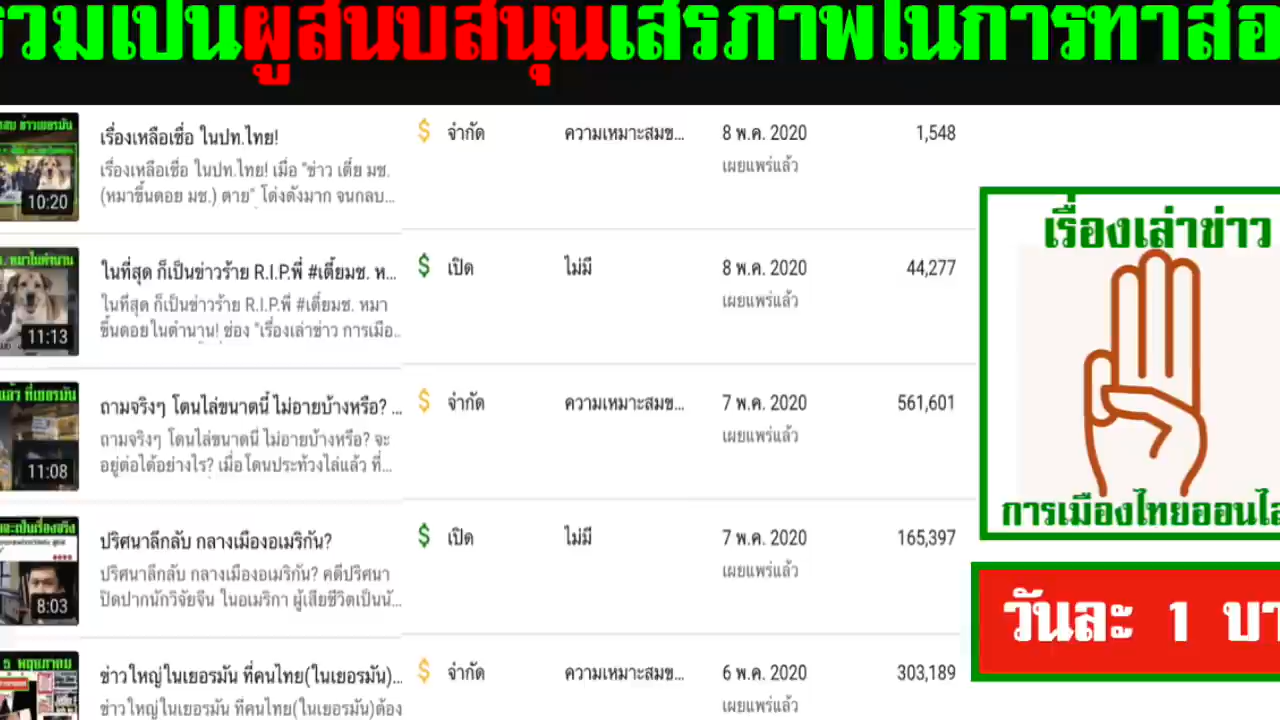 ร่วมเป็นผู้สนับสนุนเสรีภาพในการทำสื่อ
เรื่องเหลือเชื่อ ในปท.ไทย!
เรื่องเหลือเชื่อ ในปท.ไทย! เมื่อ "ข่าว เตี้ย มช.
(หมาขึ้นดอย มช.) ตาย" โด่งดังมาก จนกลบ...
10:20
$ จำกัด
ความเหมาะสมข...
8 พ.ค. 2020
เผยแพร่แล้ว
1,548
ในที่สุด ก็เป็นข่าวร้าย R.I.P.พี่ #เตี้ยมช. ห...
ในที่สุด ก็เป็นข่าวร้าย R.I.P.พี่ #เตี้ยมช. หมา
ขึ้นดอยในตำนาน! ช่อง "เรื่องเล่าข่าว การเมือ..
11:13
$ เปิด
ไม่มี
8 พ.ค. 2020
เผยแพร่แล้ว
44,277
ถามจริงๆ โดนไล่ขนาดนี้ ไม่อายบ้างหรือ? ...
ถามจริงๆ โดนไล่ขนาดนี้ ไม่อายบ้างหรือ? จะ
อยู่ต่อได้อย่างไร? เมื่อโดนประท้วงไล่แล้ว ที่...
11:08
$ จำกัด
ความเหมาะสมข...
7 พ.ค. 2020
เผยแพร่แล้ว
561,601
ปริศนาลึกลับ กลางเมืองอเมริกัน?
ปริศนาลึกลับ กลางเมืองอเมริกัน? คดีปริศนา
ปิดปากนักวิจัยจีน ในอเมริกา ผู้เสียชีวิตเป็นนั...
8:03
$ เปิด
ไม่มี
7 พ.ค. 2020
เผยแพร่แล้ว
165,397
ข่าวใหญ่ในเยอรมัน ที่คนไทย(ในเยอรมัน)...
ข่าวใหญ่ในเยอรมัน ที่คนไทย(ในเยอรมัน)ต้อง
$ จำกัด
ความเหมาะสมข...
6 พ.ค. 2020
เผยแพร่แล้ว
303,189
เรื่องเล่าข่าว
การเมืองไทยออนไล
วันละ 1 บา